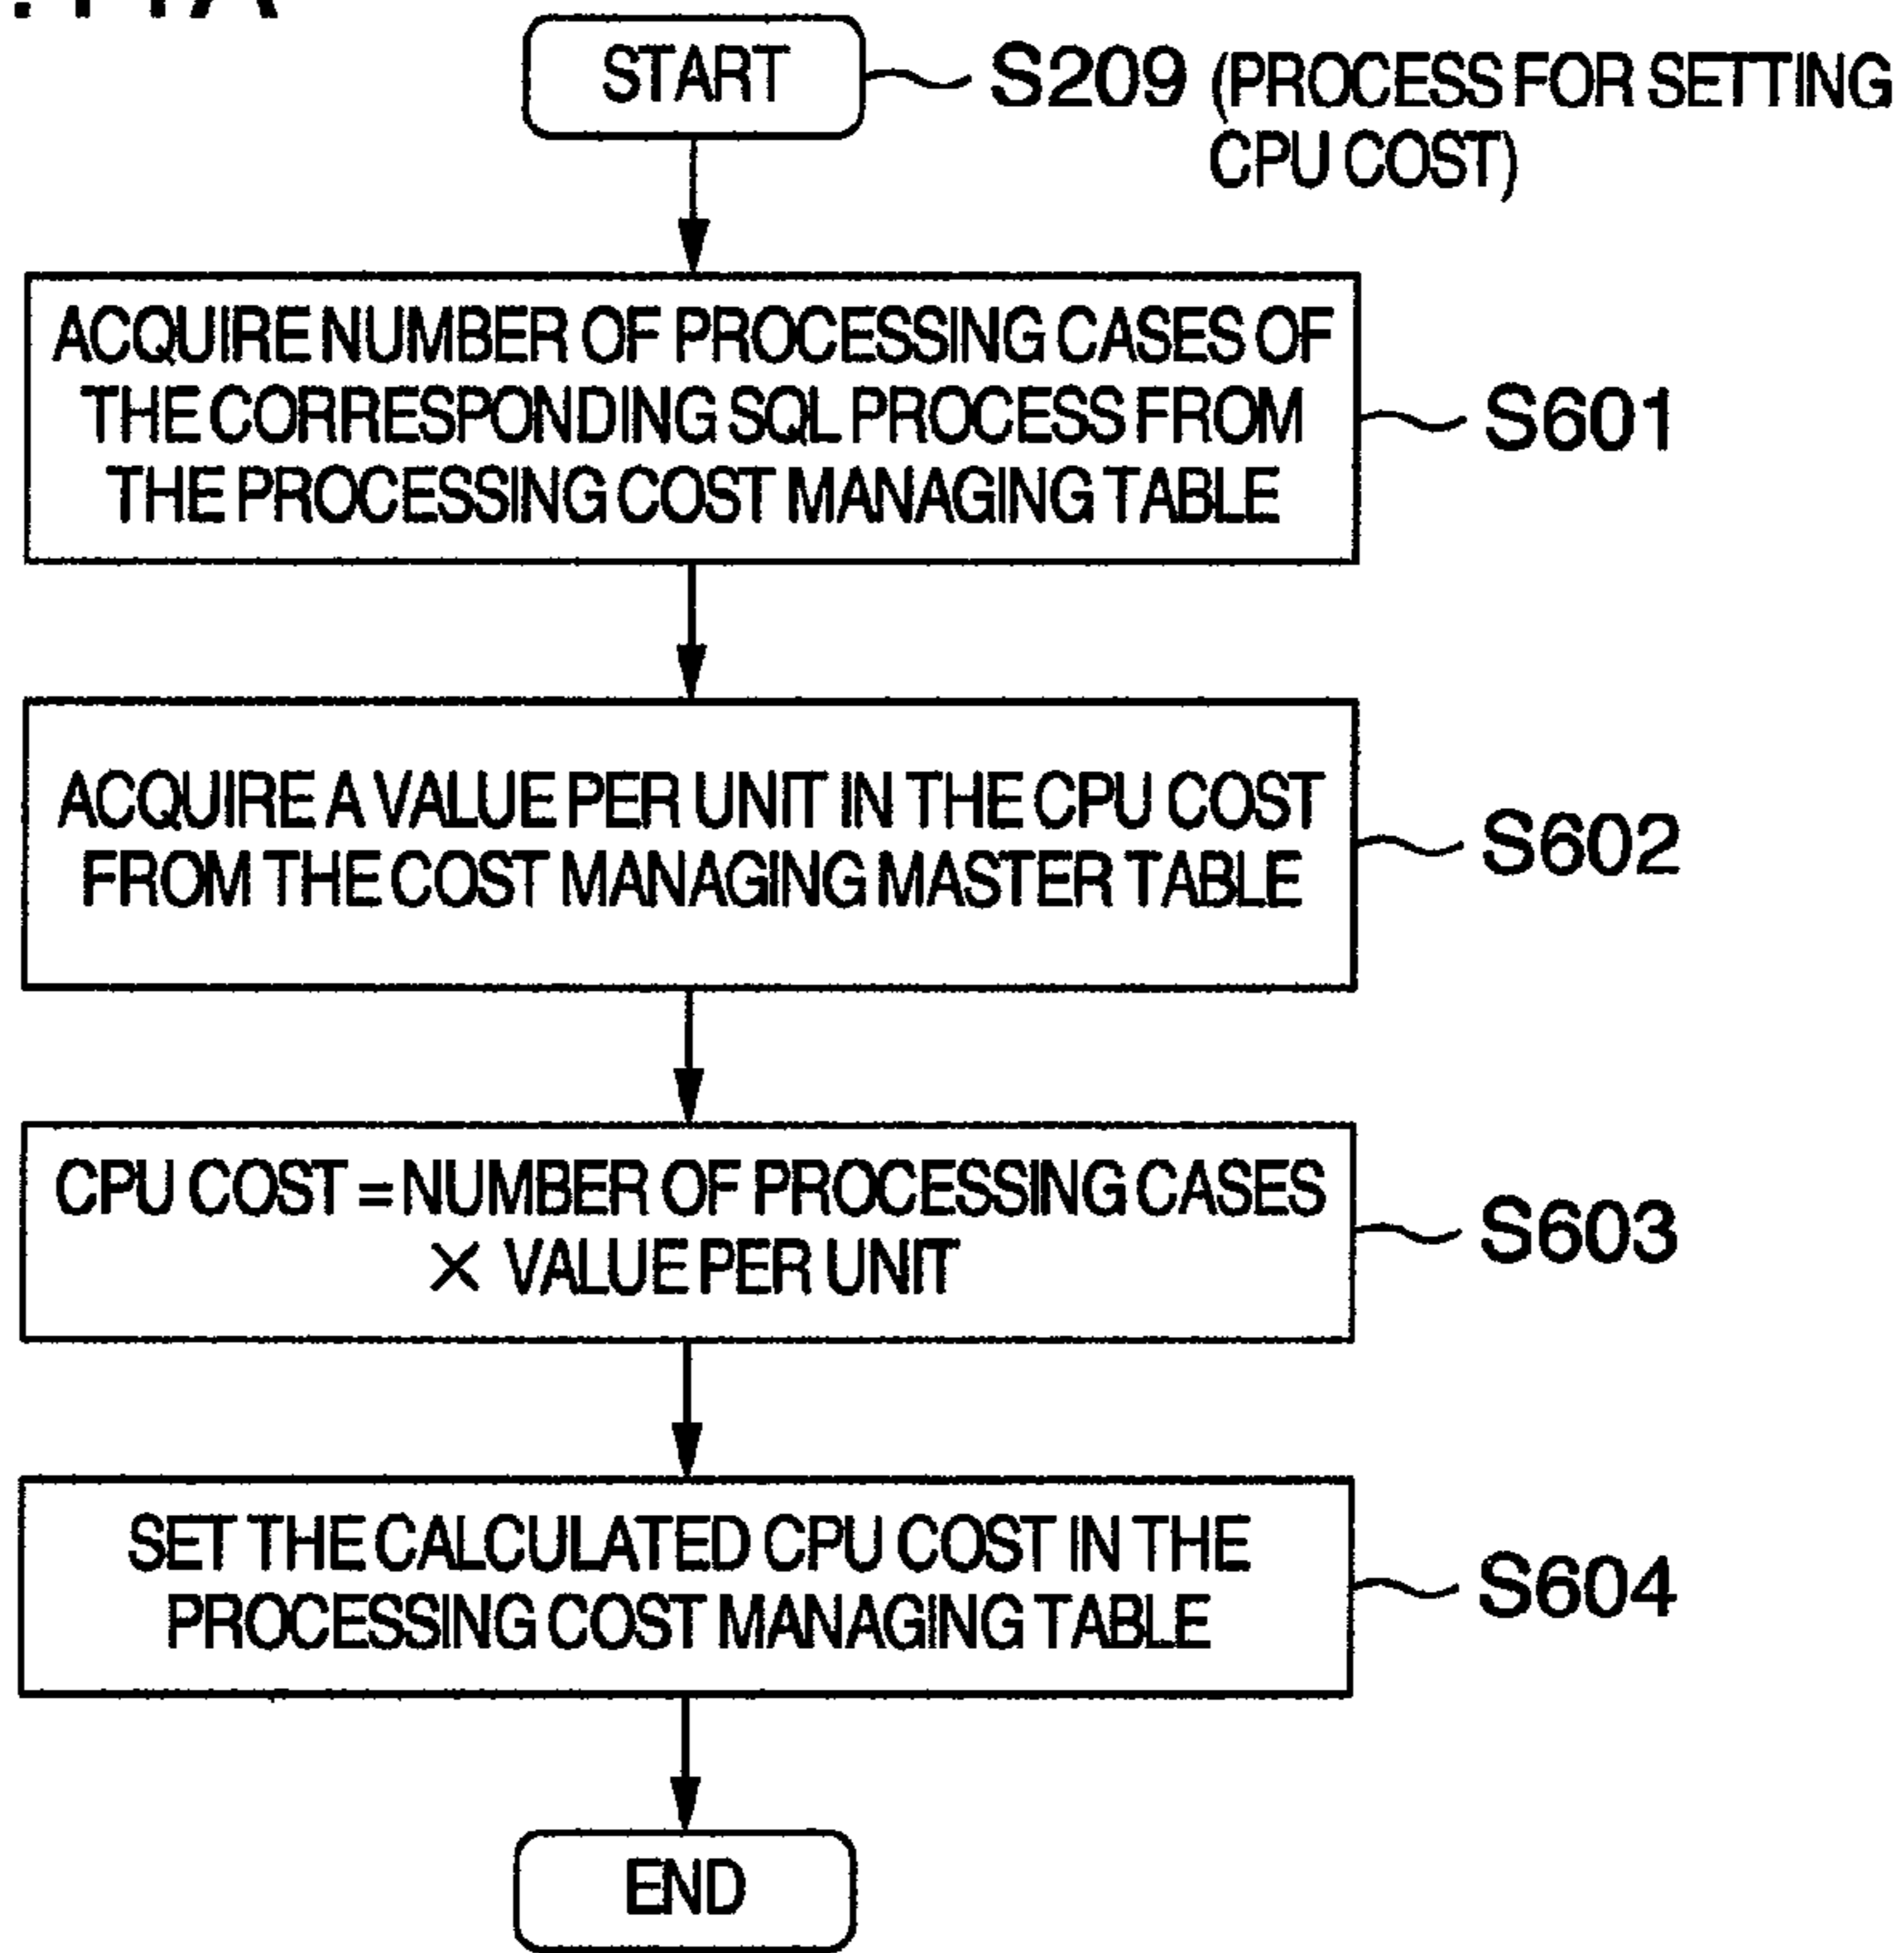 START
S209 (PROCESS FOR SETTING
CPU COST)
ACQUIRE NUMBER OF PROCESSING CASES OF
THE CORRESPONDING SQL PROCESS FROM
THE PROCESSING COST MANAGING TABLE
S601
ACQUIRE A VALUE PER UNIT IN THE CPU COST
FROM THE COST MANAGING MASTER TABLE
S602
CPU COST = NUMBER OF PROCESSING CASES
× VALUE PER UNIT
S603
SET THE CALCULATED CPU COST IN THE
PROCESSING COST MANAGING TABLE
S604
END